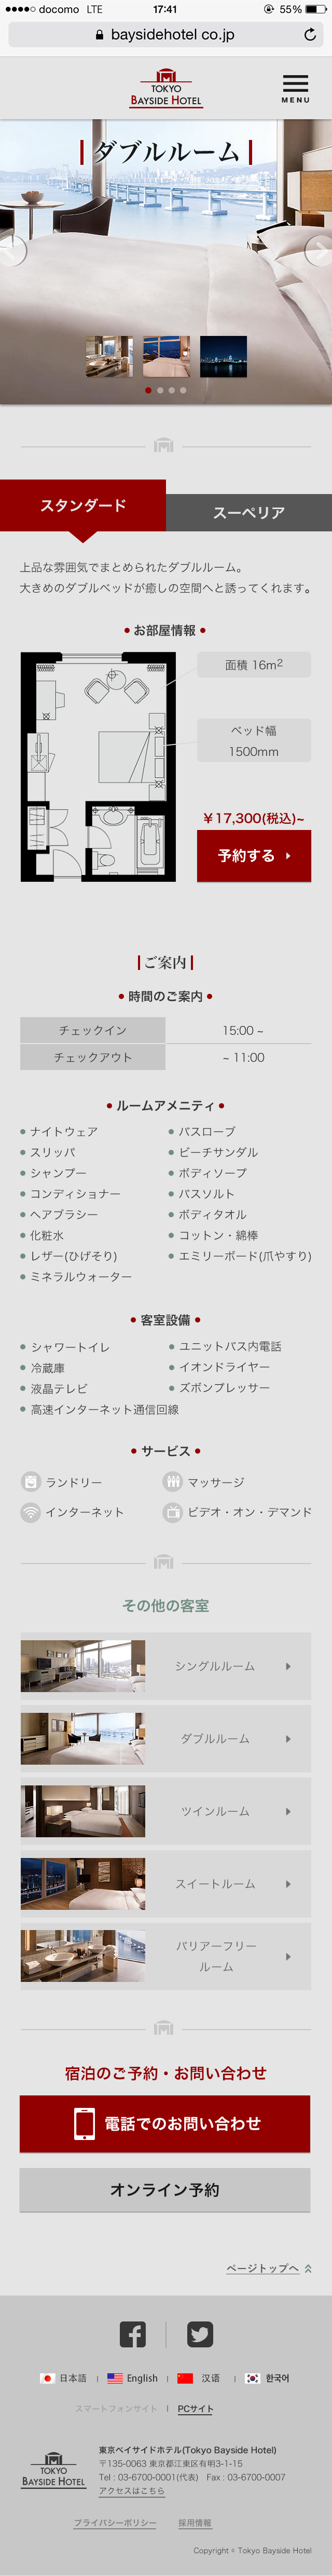 docomo LTE 17:41 55%
baysidehotel co.jp
TOKYO
BAYSIDE HOTEL
MENU
ダブルルーム
スタンダード
スーペリア
上品な雰囲気でまとめられたダブルルーム。
大きめのダブルベッドが癒しの空間へと誘ってくれます。
お部屋情報
面積 16m²
ベッド幅
1500mm
￥17,300(税込)~
予約する
ご案内
時間のご案内
チェックイン 15:00 ~
チェックアウト ~ 11:00
ルームアメニティ
ナイトウェア バスローブ
スリッパ ビーチサンダル
シャンプー ボディソープ
コンディショナー バスソルト
ヘアブラシー ボディタオル
化粧水 コットン・綿棒
レザー(ひげそり) エミリーボード(爪やすり)
ミネラルウォーター
客室設備
シャワートイレ ユニットバス内電話
冷蔵庫 イオンドライヤー
液晶テレビ ズボンプレッサー
高速インターネット通信回線
サービス
ランドリー マッサージ
インターネット ビデオ・オン・デマンド
その他の客室
シングルルーム
ダブルルーム
ツインルーム
スイートルーム
バリアーフリー
ルーム
宿泊のご予約・お問い合わせ
電話でのお問い合わせ
オンライン予約
ページトップへ
日本語 | English | 汉语 | 한국어
スマートフォンサイト | PCサイト
TOKYO
BAYSIDE HOTEL
東京ベイサイドホテル(Tokyo Bayside Hotel)
〒135-0063 東京都江東区有明3-1-15
Tel : 03-6700-0001(代表) Fax : 03-6700-0007
アクセスはこちら
プライバシーポリシー 採用情報
Copyright © Tokyo Bayside Hotel